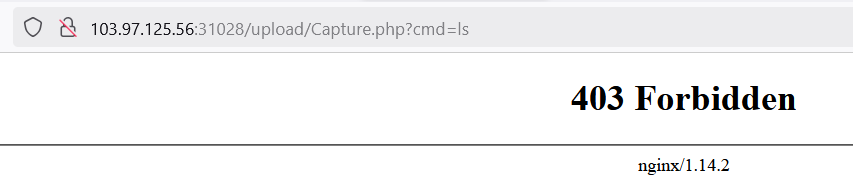 103.97.125.56:31028/upload/Capture.php?cmd=ls
403 Forbidden
nginx/1.14.2